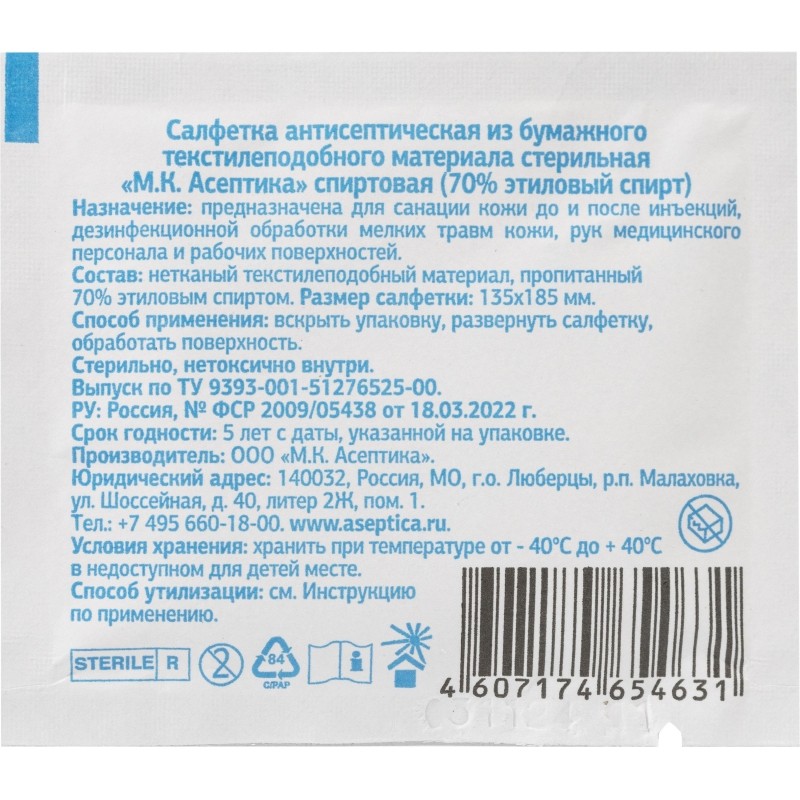 Салфетка антисептическая из бумажного
текстилеподобного материала стерильная
«М.К. Асептика» спиртовая (70% этиловый спирт)
Назначение: предназначена для санации кожи до и после инъекций,
дезинфекционной обработки мелких травм кожи, рук медицинского
персонала и рабочих поверхностей.
Состав: нетканый текстилеподобный материал, пропитанный
70% этиловым спиртом. Размер салфетки: 135х185 мм.
Способ применения: вскрыть упаковку, развернуть салфетку,
обработать поверхность.
Стерильно, нетоксично внутри.
Выпуск по ТУ 9393-001-51276525-00.
РУ: Россия, № ФСР 2009/05438 от 18.03.2022 г.
Срок годности: 5 лет с даты, указанной на упаковке.
Производитель: ООО «М.К. Асептика».
Юридический адрес: 140032, Россия, МО, г.о. Люберцы, р.п. Малаховка,
ул. Шоссейная, д. 40, литер 2Ж, пом. 1.
Тел.: +7 495 660-18-00. www.aseptica.ru.
Условия хранения: хранить при температуре от - 40°С до + 40°С
в недоступном для детей месте.
Способ утилизации: см. Инструкцию
по применению.
STERILE R 2 84 i
C/PAP
4 607174 654631